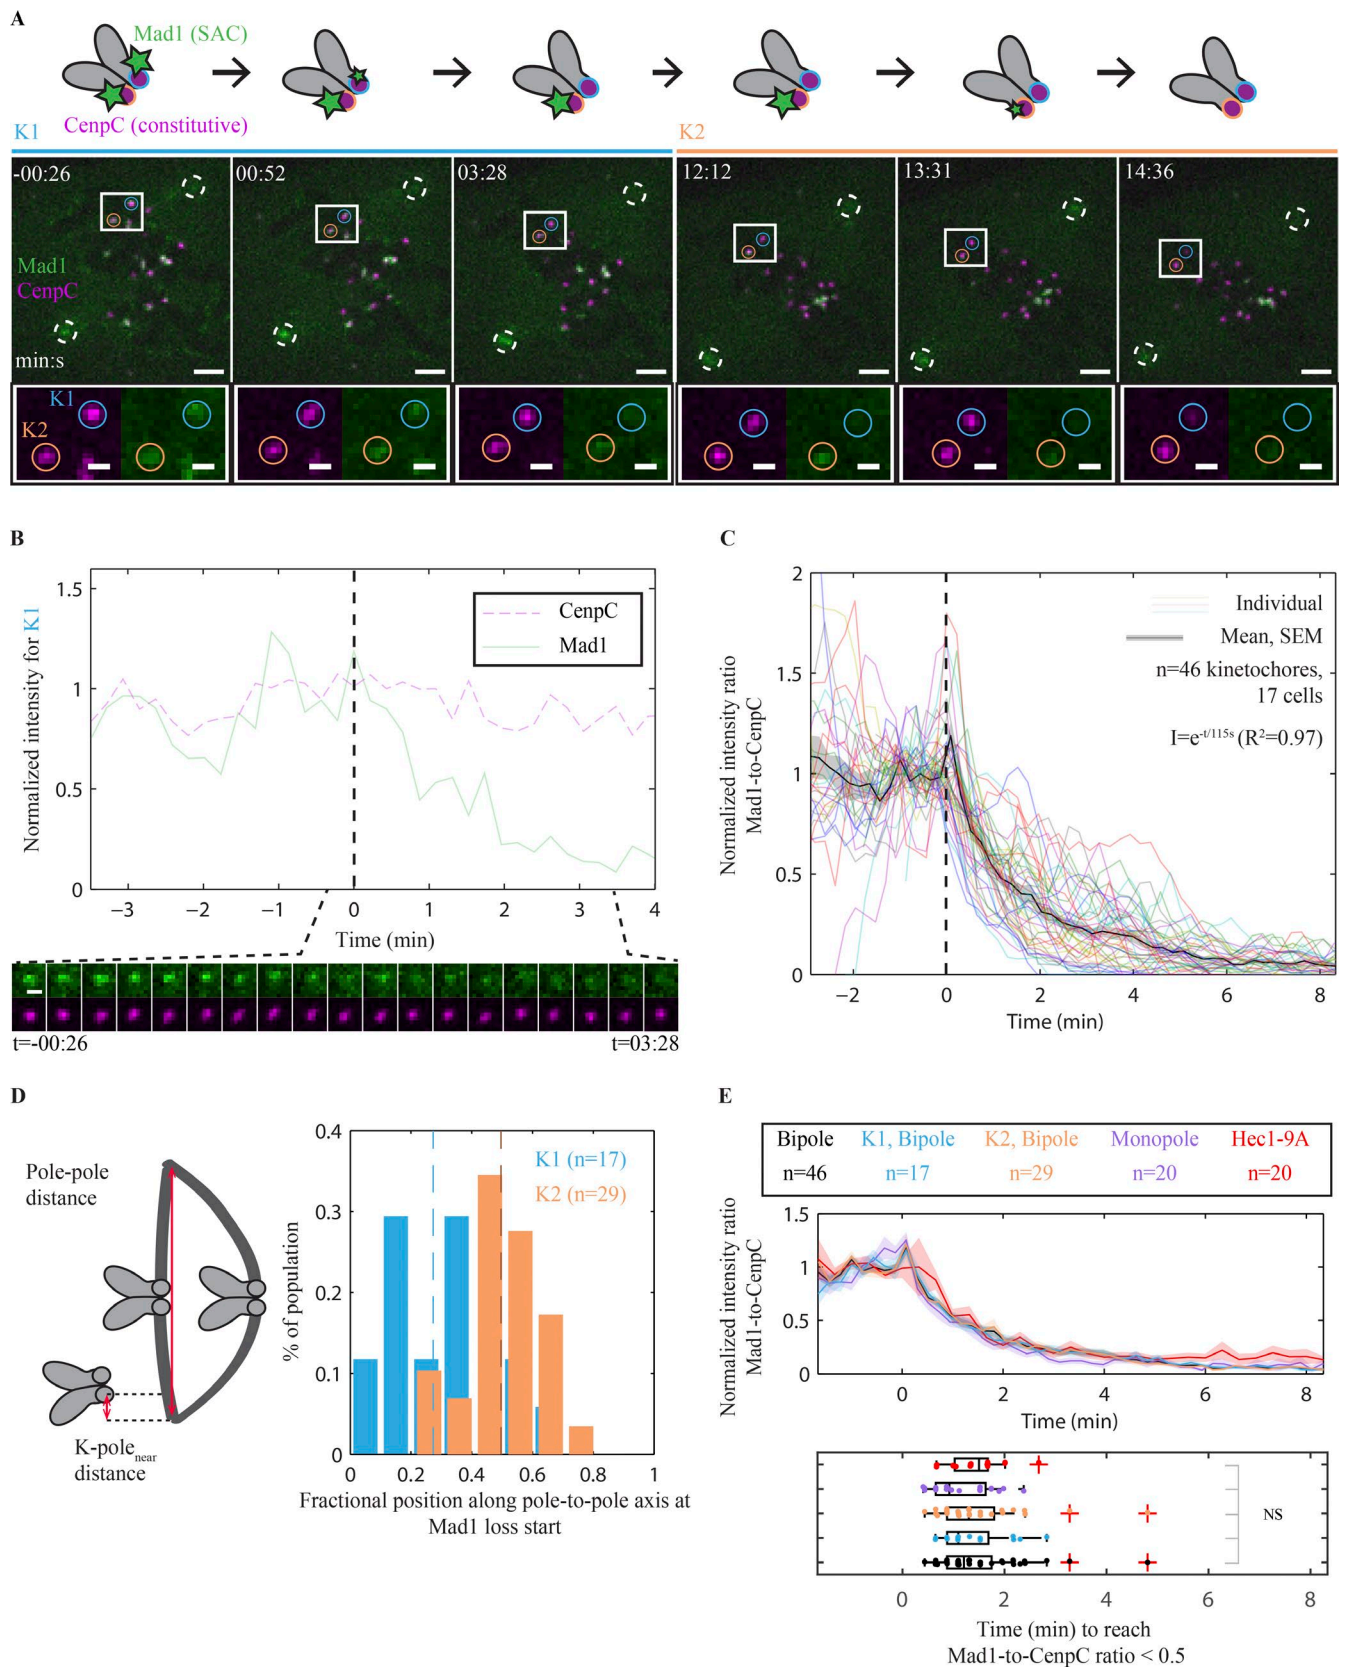 A
Mad1 (SAC)
CenpC (constitutive)
K1
K2
-00:26
00:52
03:28
12:12
13:31
14:36
Mad1
CenpC
min:s
K1
K2
B
Normalized intensity for K1
1.5
1
0.5
0
CenpC
Mad1
−3
−2
−1
0
1
2
3
4
Time (min)
t=-00:26
t=03:28
C
Normalized intensity ratio
Mad1-to-CenpC
2
1.5
1
0.5
0
Individual
Mean, SEM
n=46 kinetochores,
17 cells
I=e-t/115s (R2=0.97)
−2
0
2
4
6
8
Time (min)
D
Pole-pole
distance
K-polenear
distance
% of population
0.4
0.3
0.2
0.1
0
K1 (n=17)
K2 (n=29)
0
0.2
0.4
0.6
0.8
1
Fractional position along pole-to-pole axis at
Mad1 loss start
E
Bipole
K1, Bipole
K2, Bipole
Monopole
Hec1-9A
n=46
n=17
n=29
n=20
n=20
Normalized intensity ratio
Mad1-to-CenpC
1.5
1
0.5
0
0
2
4
6
8
Time (min)
NS
0
2
4
6
8
Time (min) to reach
Mad1-to-CenpC ratio < 0.5